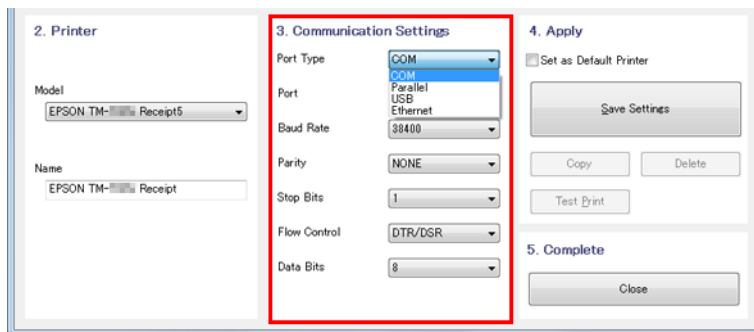 2. Printer
Model
EPSON TM- Receipt5
Name
EPSON TM- Receipt
3. Communication Settings
Port Type
COM
COM
Parallel
USB
Ethernet
Port
Baud Rate
38400
Parity
NONE
Stop Bits
1
Flow Control
DTR/DSR
Data Bits
8
4. Apply
Set as Default Printer
Save Settings
Copy
Delete
Test Print
5. Complete
Close